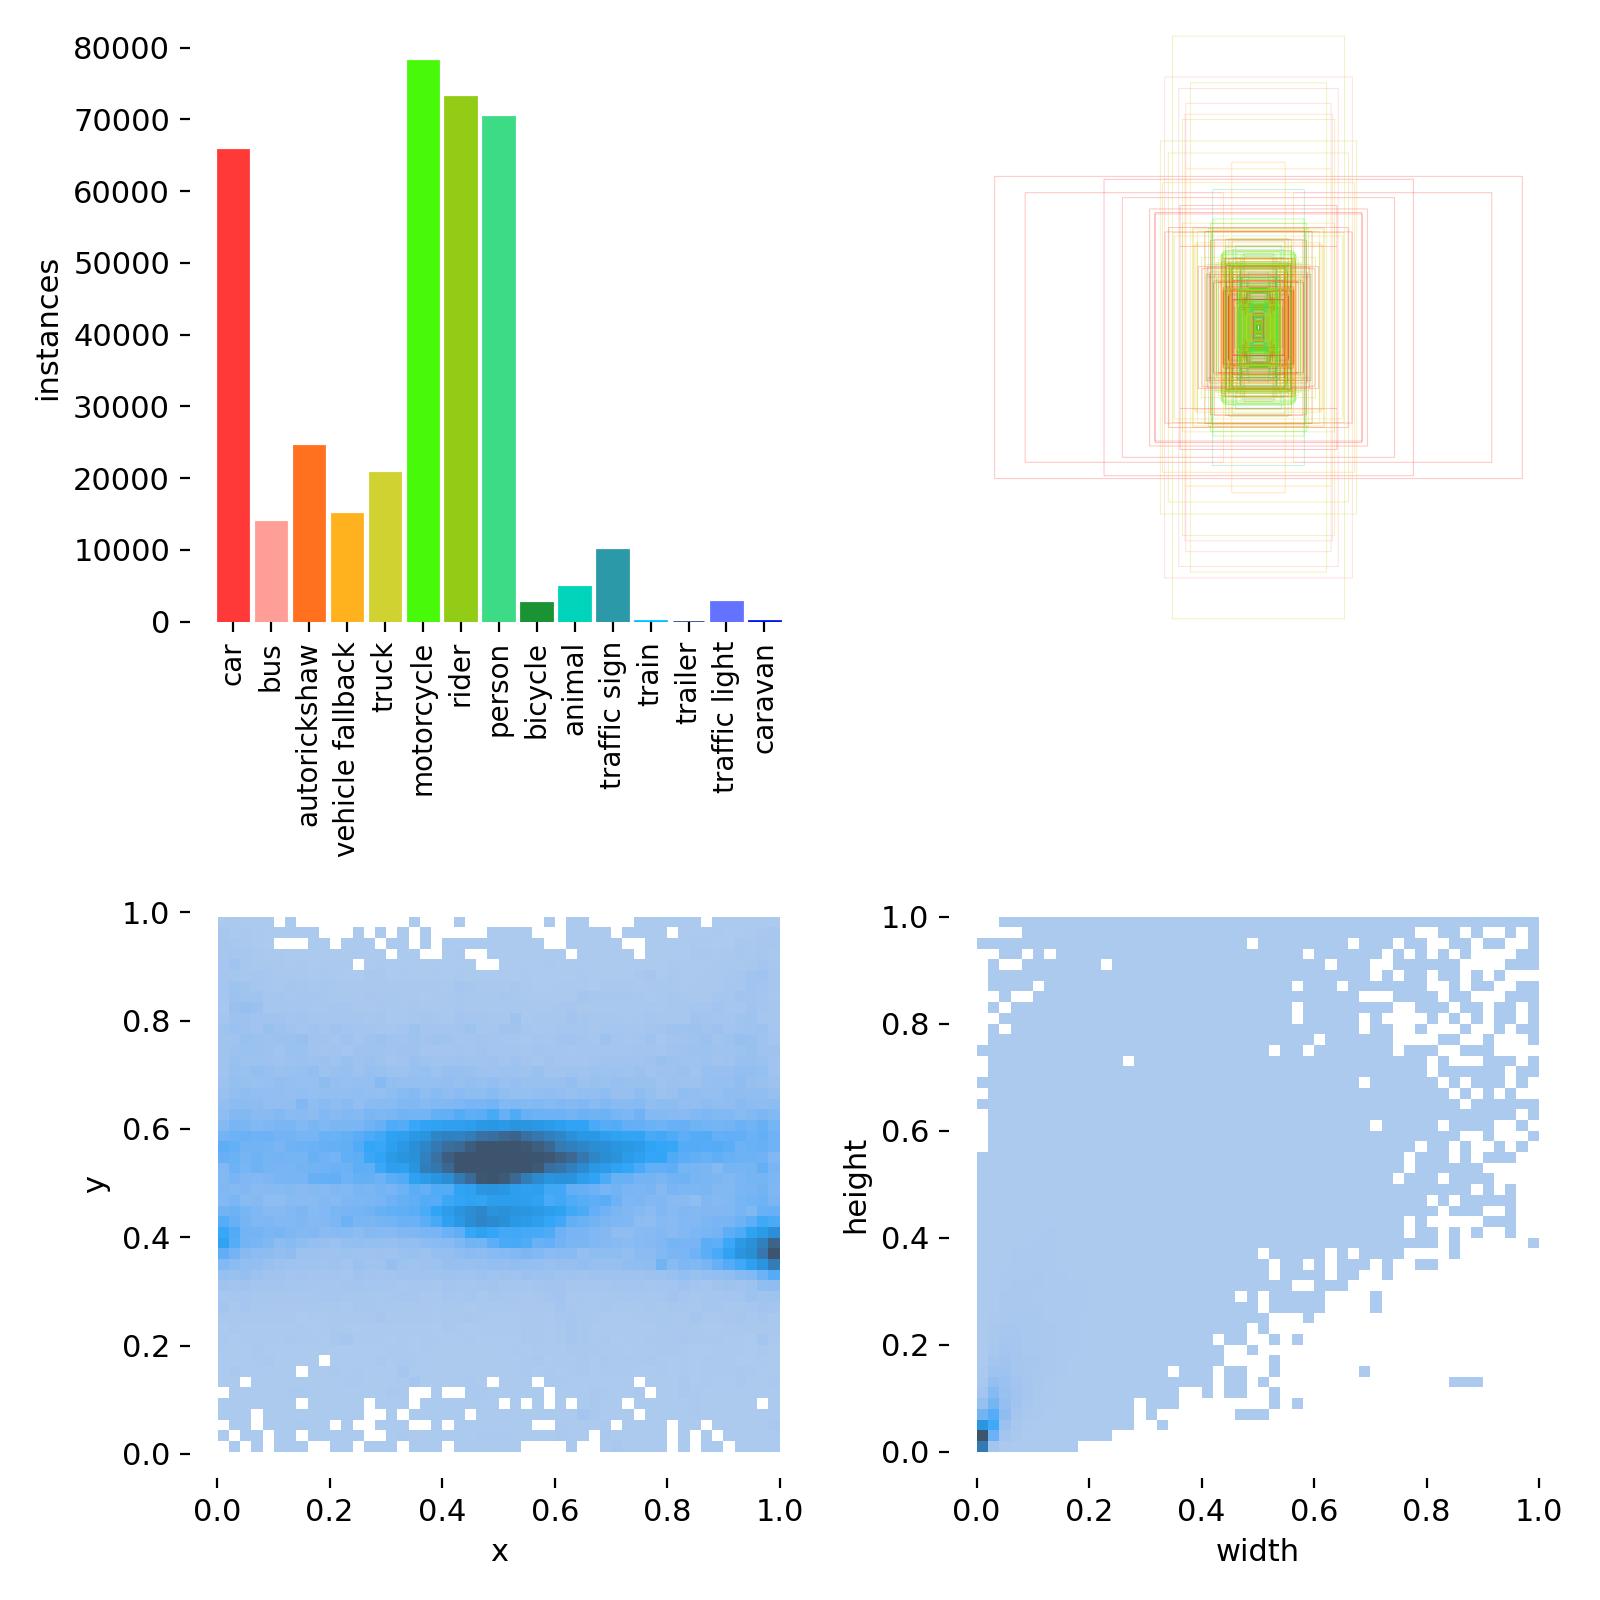 80000
70000
60000
50000
40000
30000
20000
10000
0
instances
car
bus
autorickshaw
vehicle fallback
truck
motorcycle
rider
person
bicycle
animal
traffic sign
train
trailer
traffic light
caravan
1.0
0.8
0.6
0.4
0.2
0.0
y
0.0 0.2 0.4 0.6 0.8 1.0
x
1.0
0.8
0.6
0.4
0.2
0.0
height
0.0 0.2 0.4 0.6 0.8 1.0
width